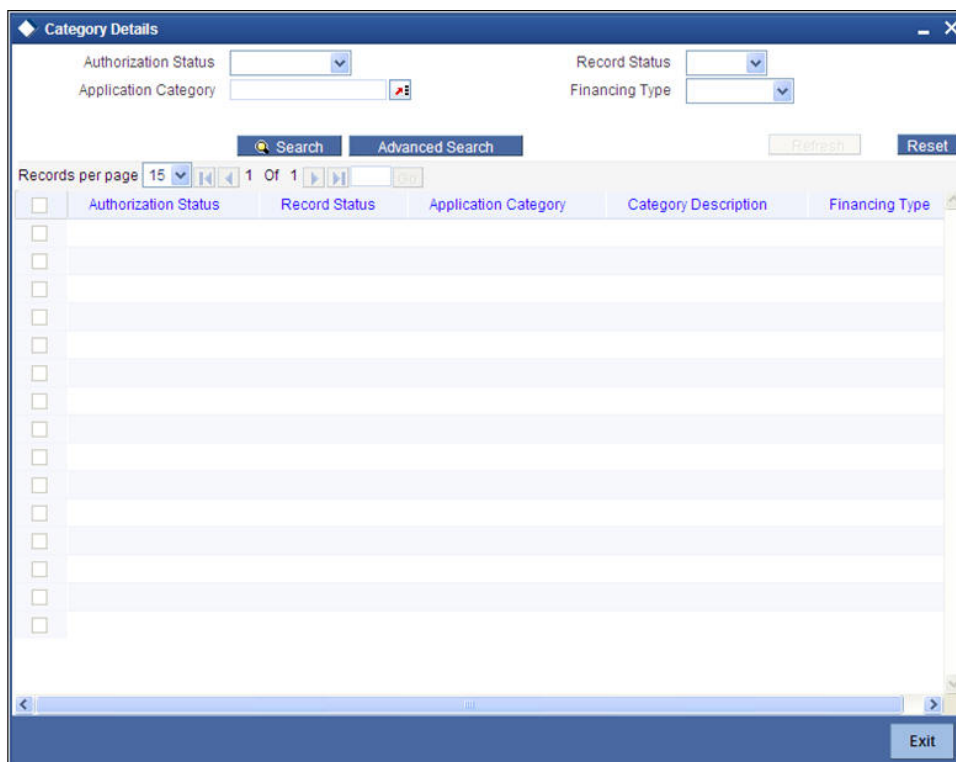 Category Details
Authorization Status
Record Status
Application Category
Financing Type
Search Advanced Search Refresh Reset
Records per page 15 1 Of 1 Go
Authorization Status Record Status Application Category Category Description Financing Type
Exit